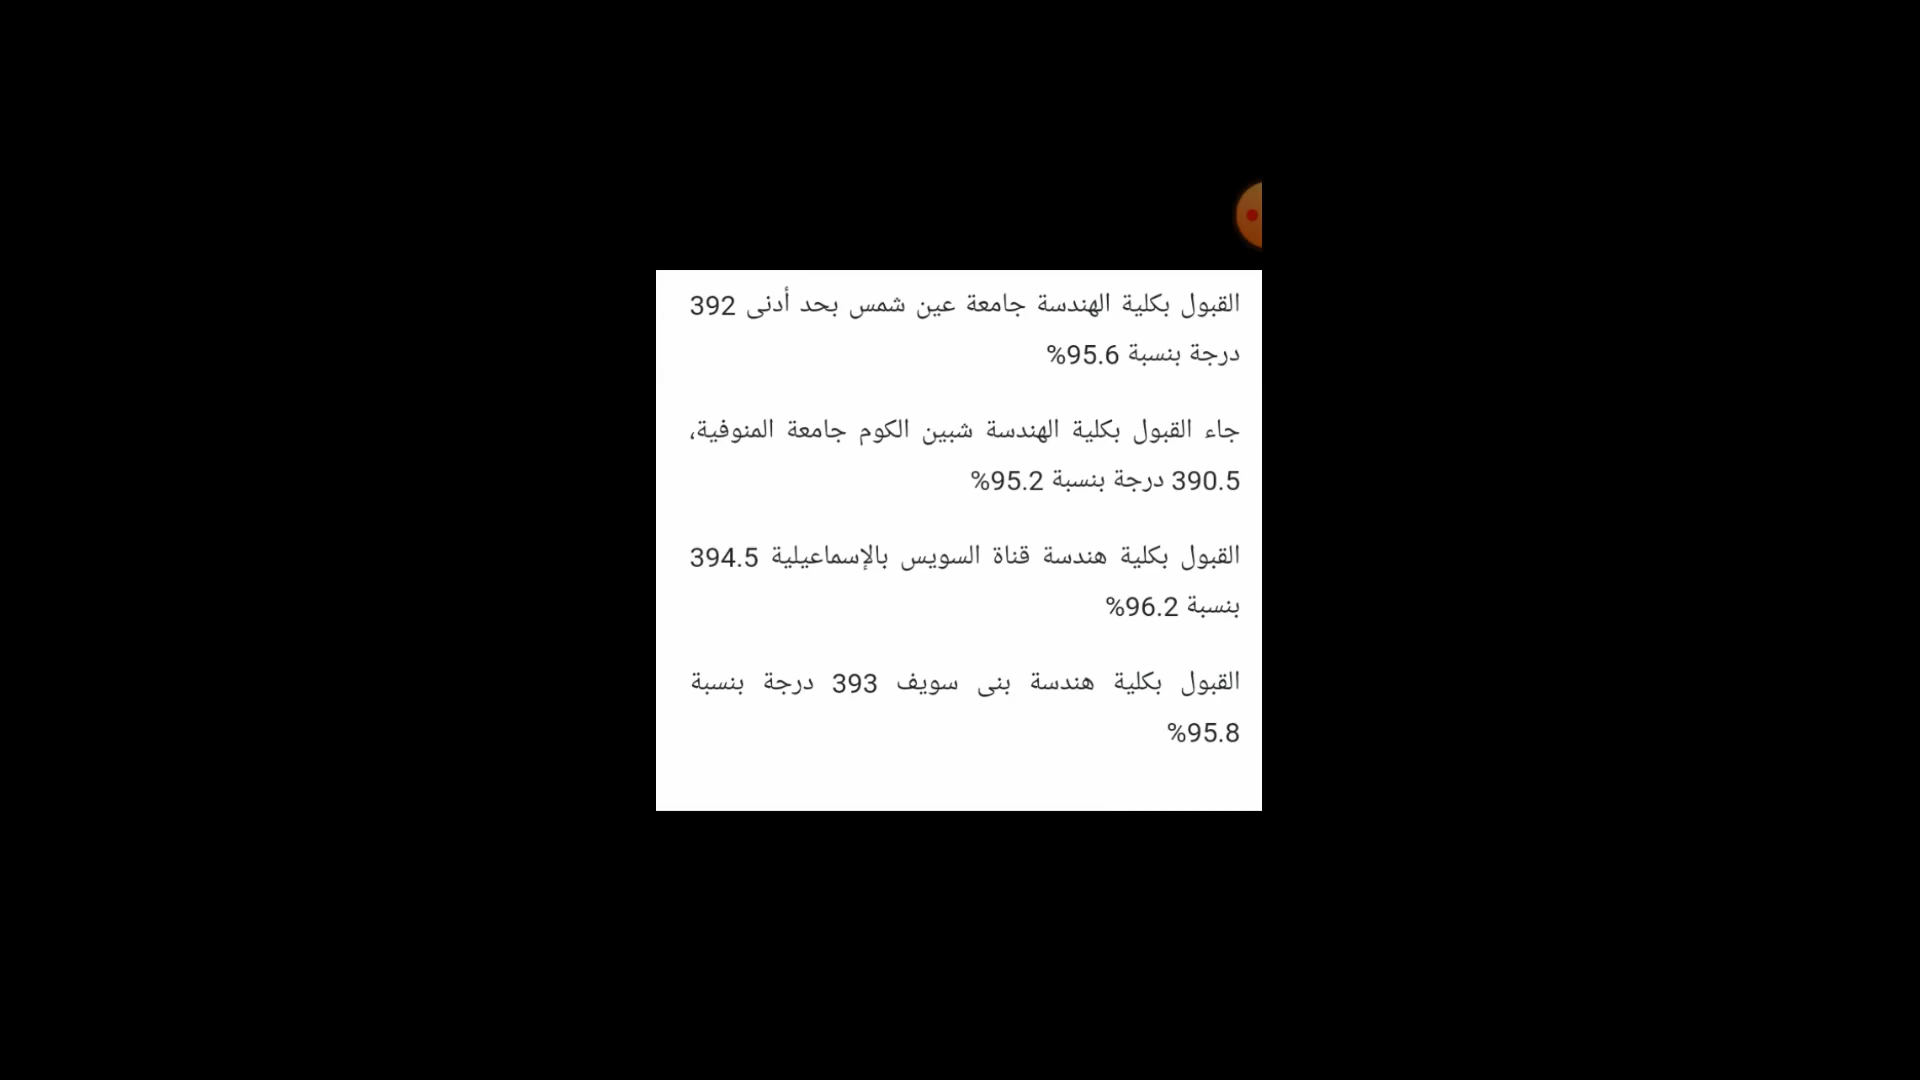 القبول بكلية الهندسة جامعة عين شمس بحد أدنى 392
درجة بنسبة 95.6%
جاء القبول بكلية الهندسة شبين الكوم جامعة المنوفية،
390.5 درجة بنسبة 95.2%
القبول بكلية هندسة قناة السويس بالإسماعيلية 394.5
بنسبة 96.2%
القبول بكلية هندسة بنى سويف 393 درجة بنسبة
95.8%